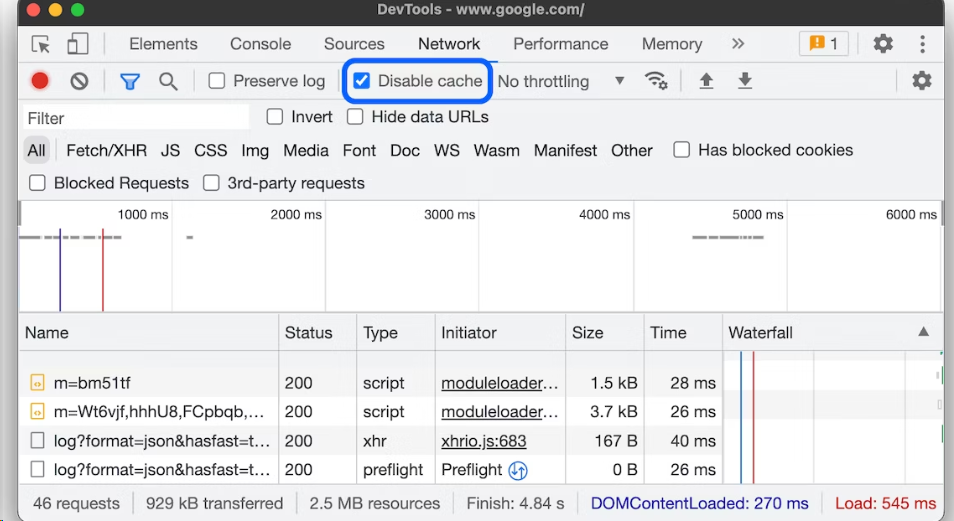 DevTools - www.google.com/
Elements Console Sources Network Performance Memory » 1
Preserve log Disable cache No throttling
Filter Invert Hide data URLs
All Fetch/XHR JS CSS Img Media Font Doc WS Wasm Manifest Other Has blocked cookies
Blocked Requests 3rd-party requests
1000 ms 2000 ms 3000 ms 4000 ms 5000 ms 6000 ms
Name Status Type Initiator Size Time Waterfall
m=bm51tf 200 script moduleloader... 1.5 kB 28 ms
m=Wt6vjf,hhhU8,FCpbqb,... 200 script moduleloader... 3.7 kB 26 ms
log?format=json&hasfast=t... 200 xhr xhrio.js:683 167 B 40 ms
log?format=json&hasfast=t... 200 preflight Preflight 0 B 26 ms
46 requests 929 kB transferred 2.5 MB resources Finish: 4.84 s DOMContentLoaded: 270 ms Load: 545 ms